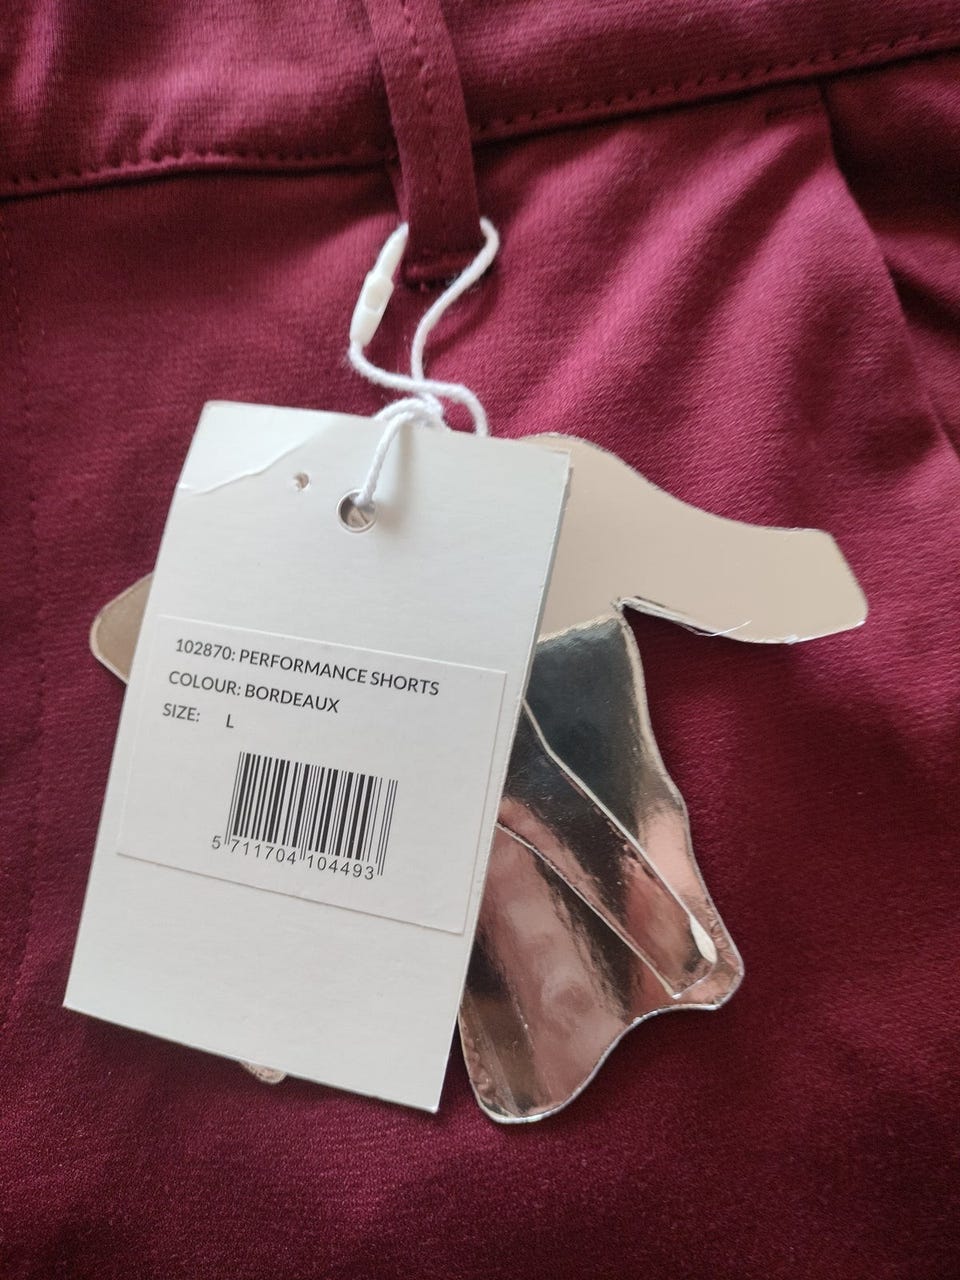 102870: PERFORMANCE SHORTS
COLOUR: BORDEAUX
SIZE: L
5 711704 104493